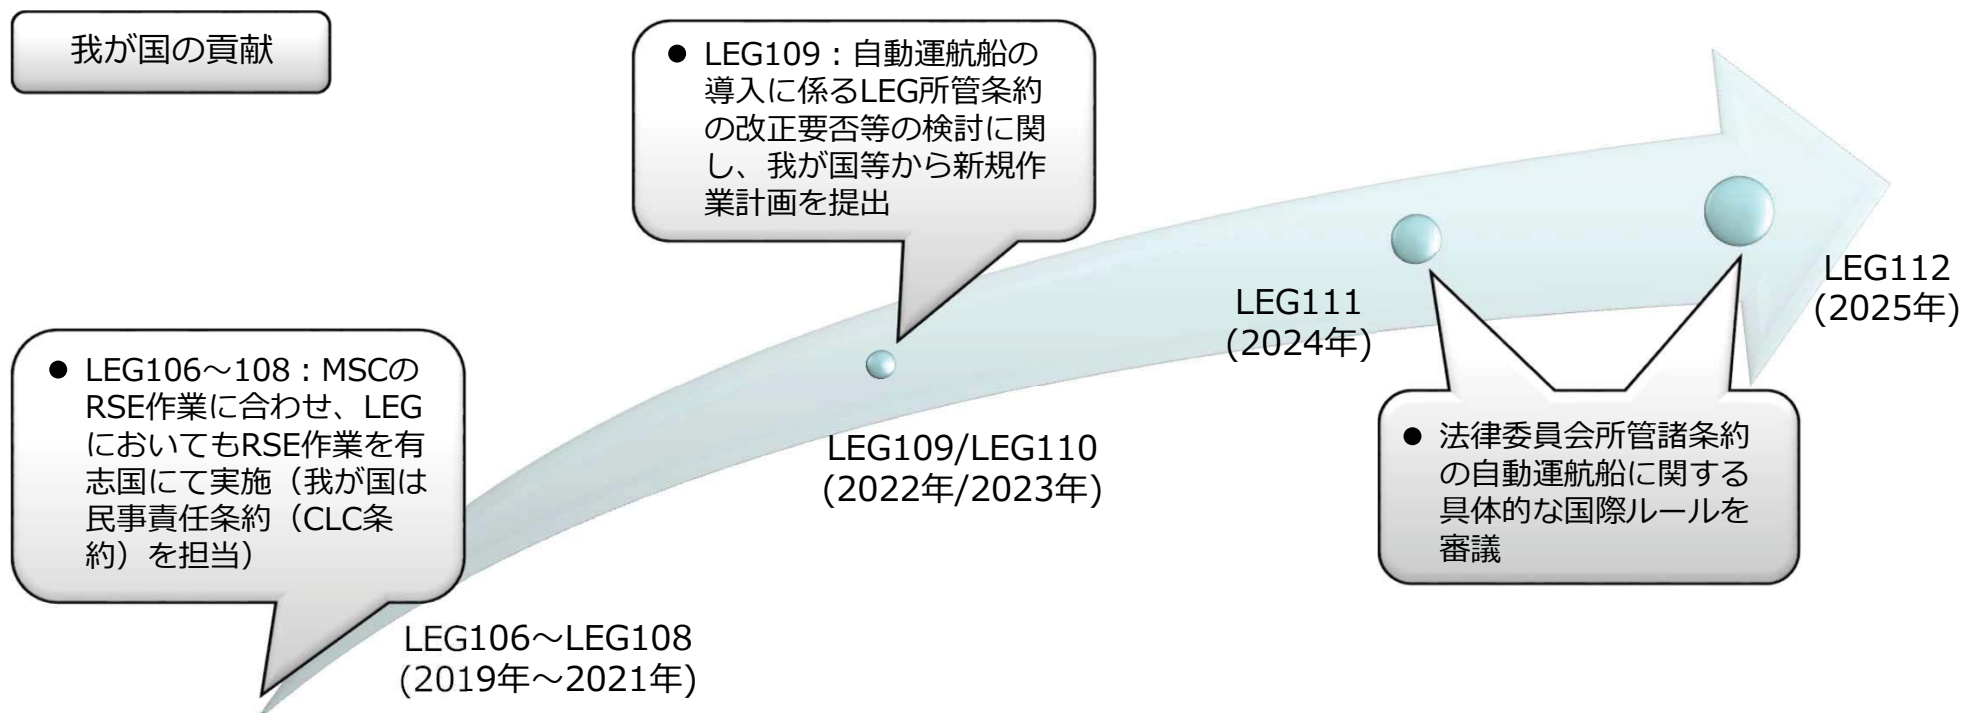 我が国の貢献
● LEG109：自動運航船の
導入に係るLEG所管条約
の改正要否等の検討に関
し、我が国等から新規作
業計画を提出
● LEG106～108：MSCの
RSE作業に合わせ、LEG
においてもRSE作業を有
志国にて実施（我が国は
民事責任条約（CLC条
約）を担当）
LEG106～LEG108
(2019年～2021年)
LEG109/LEG110
(2022年/2023年)
LEG111
(2024年)
LEG112
(2025年)
● 法律委員会所管諸条約
の自動運航船に関する
具体的な国際ルールを
審議